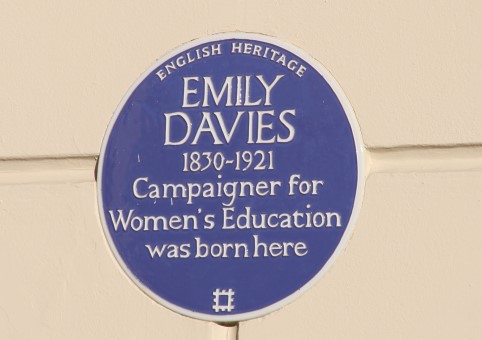 ENGLISH HERITAGE
EMILY
DAVIES
1830-1921
Campaigner for
Women's Education
was born here